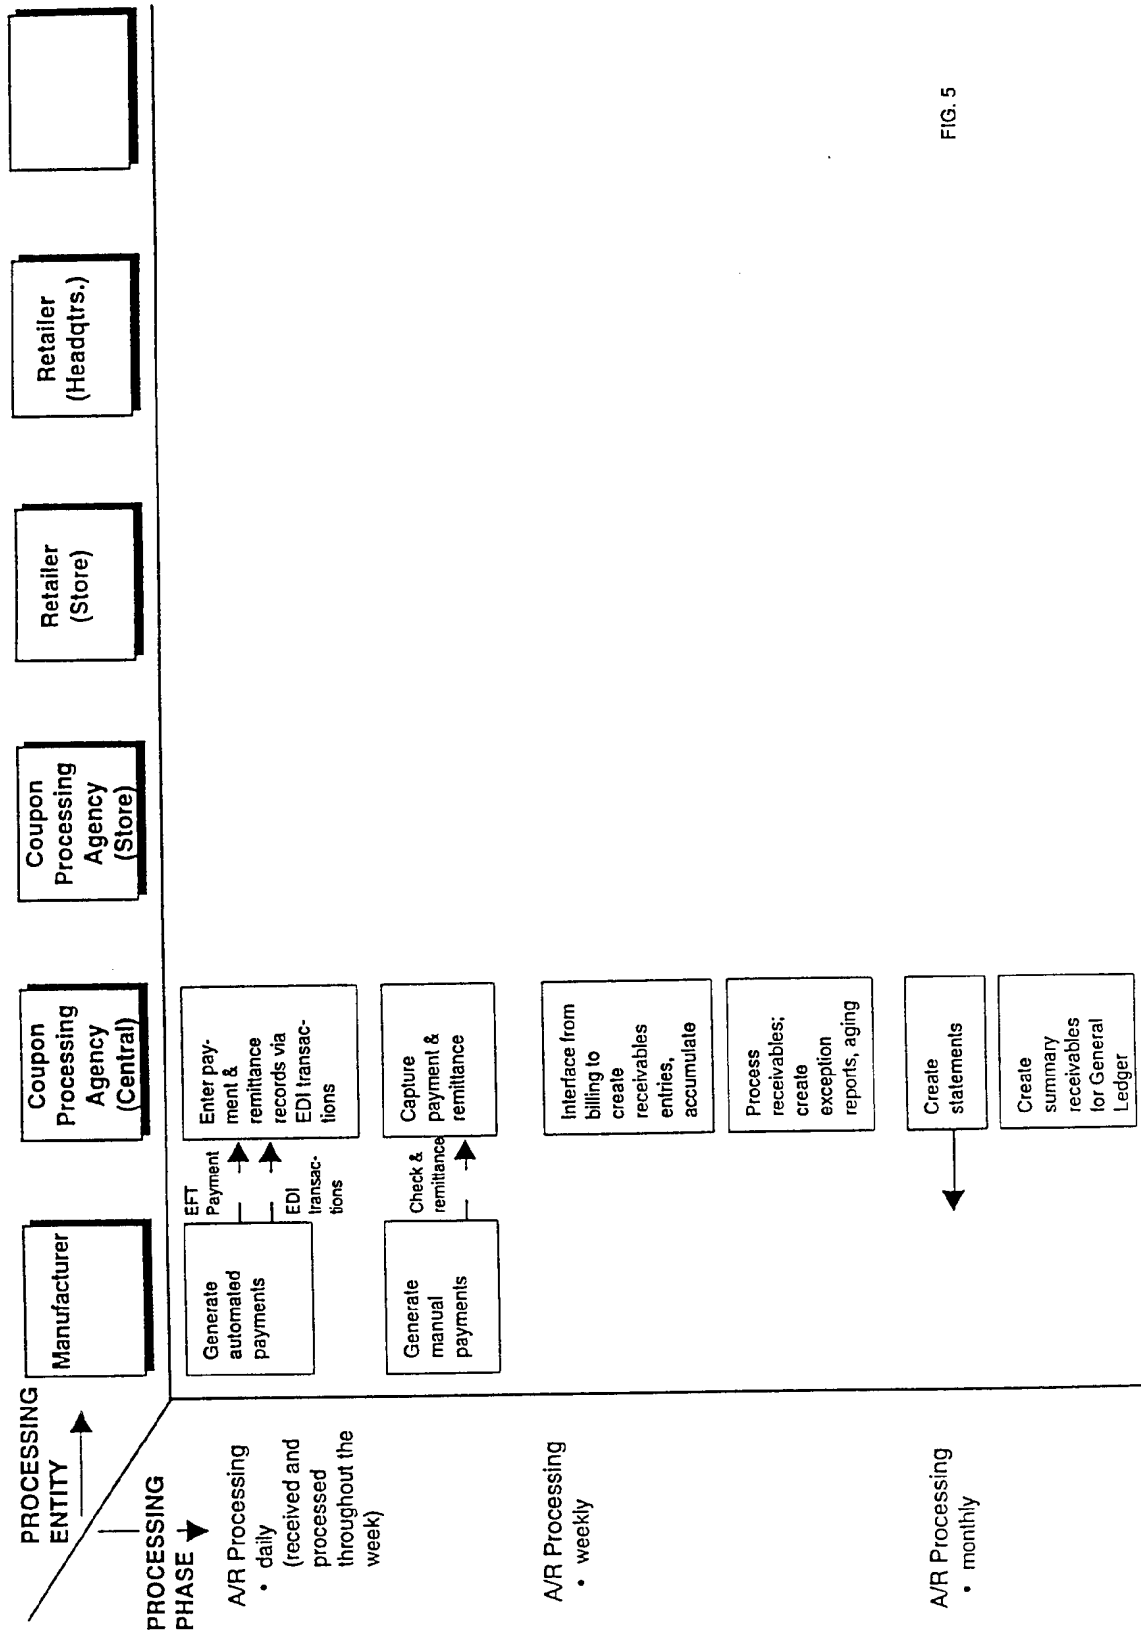 PROCESSING
ENTITY
PROCESSING
PHASE
Manufacturer
Coupon
Processing
Agency
(Central)
Coupon
Processing
Agency
(Store)
Retailer
(Store)
Retailer
(Headqtrs.)
A/R Processing
• daily
(received and
processed
throughout the
week)
Generate
automated
payments
EFT
Payment
EDI
transac-
tions
Enter pay-
ment &
remittance
records via
EDI transac-
tions
Generate
manual
payments
Check &
remittance
Capture
payment &
remittance
A/R Processing
• weekly
Interface from
billing to
create
receivables
entries,
accumulate
Process
receivables;
create
exception
reports, aging
A/R Processing
• monthly
Create
statements
Create
summary
receivables
for General
Ledger
FIG. 5